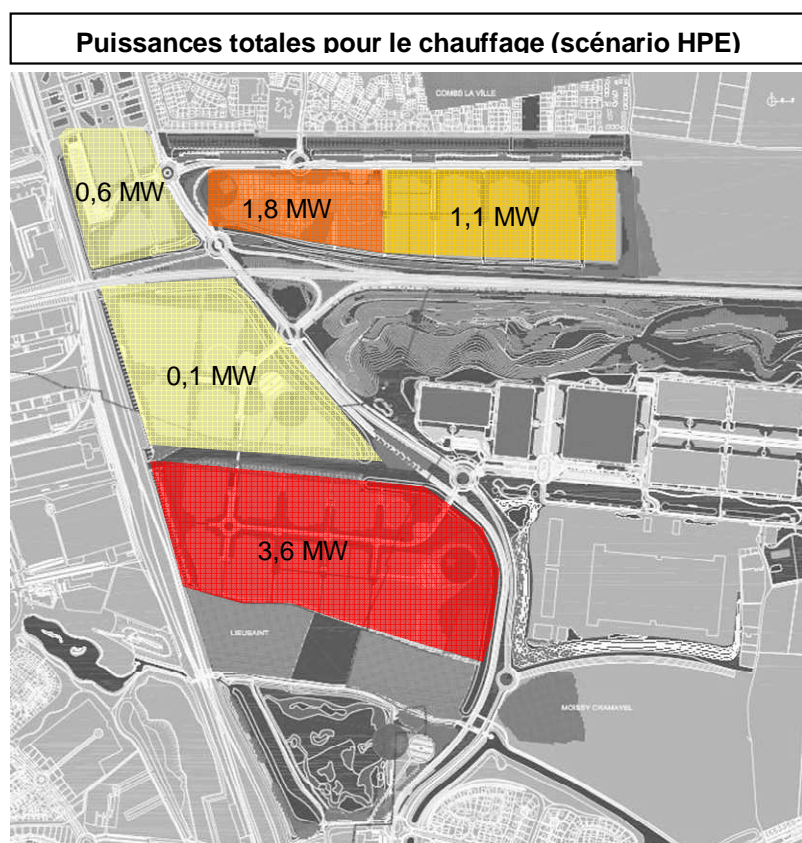 Puissances totales pour le chauffage (scénario HPE)
COMBS LA VILLE
0,6 MW
1,8 MW
1,1 MW
0,1 MW
3,6 MW
LIEUSAINT
MOISSY CRAMAYEL